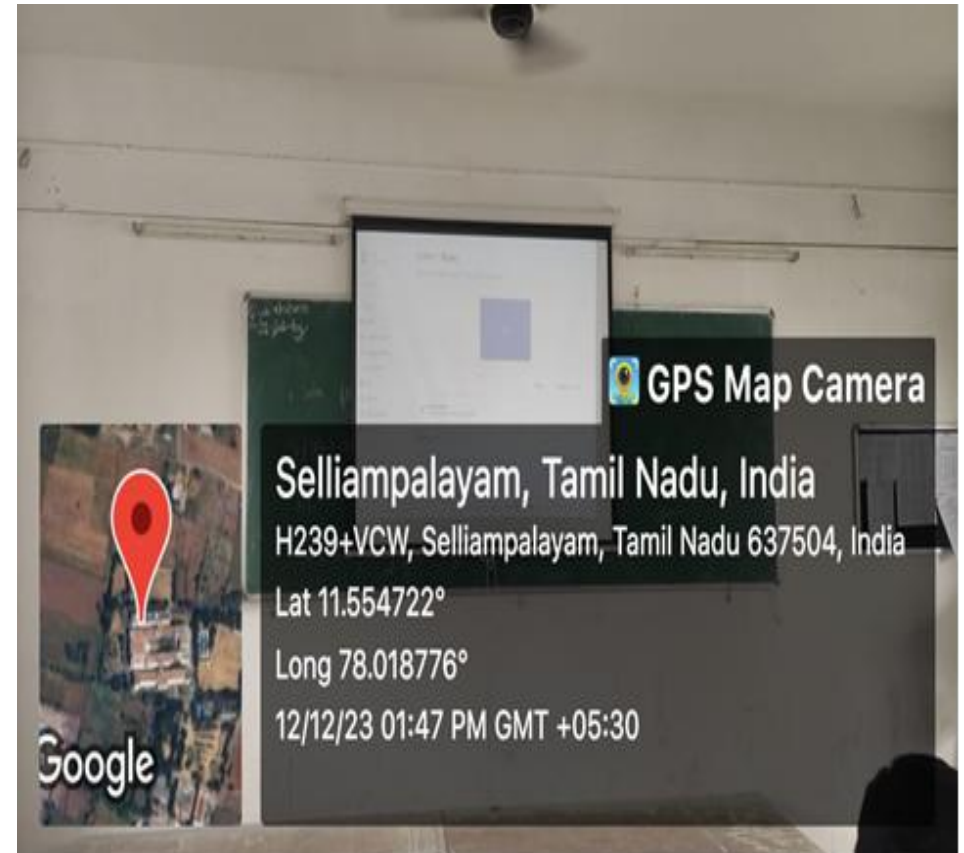 GPS Map Camera
Selliampalayam, Tamil Nadu, India
H239+VCW, Selliampalayam, Tamil Nadu 637504, India
Lat 11.554722°
Long 78.018776°
12/12/23 01:47 PM GMT +05:30
Google